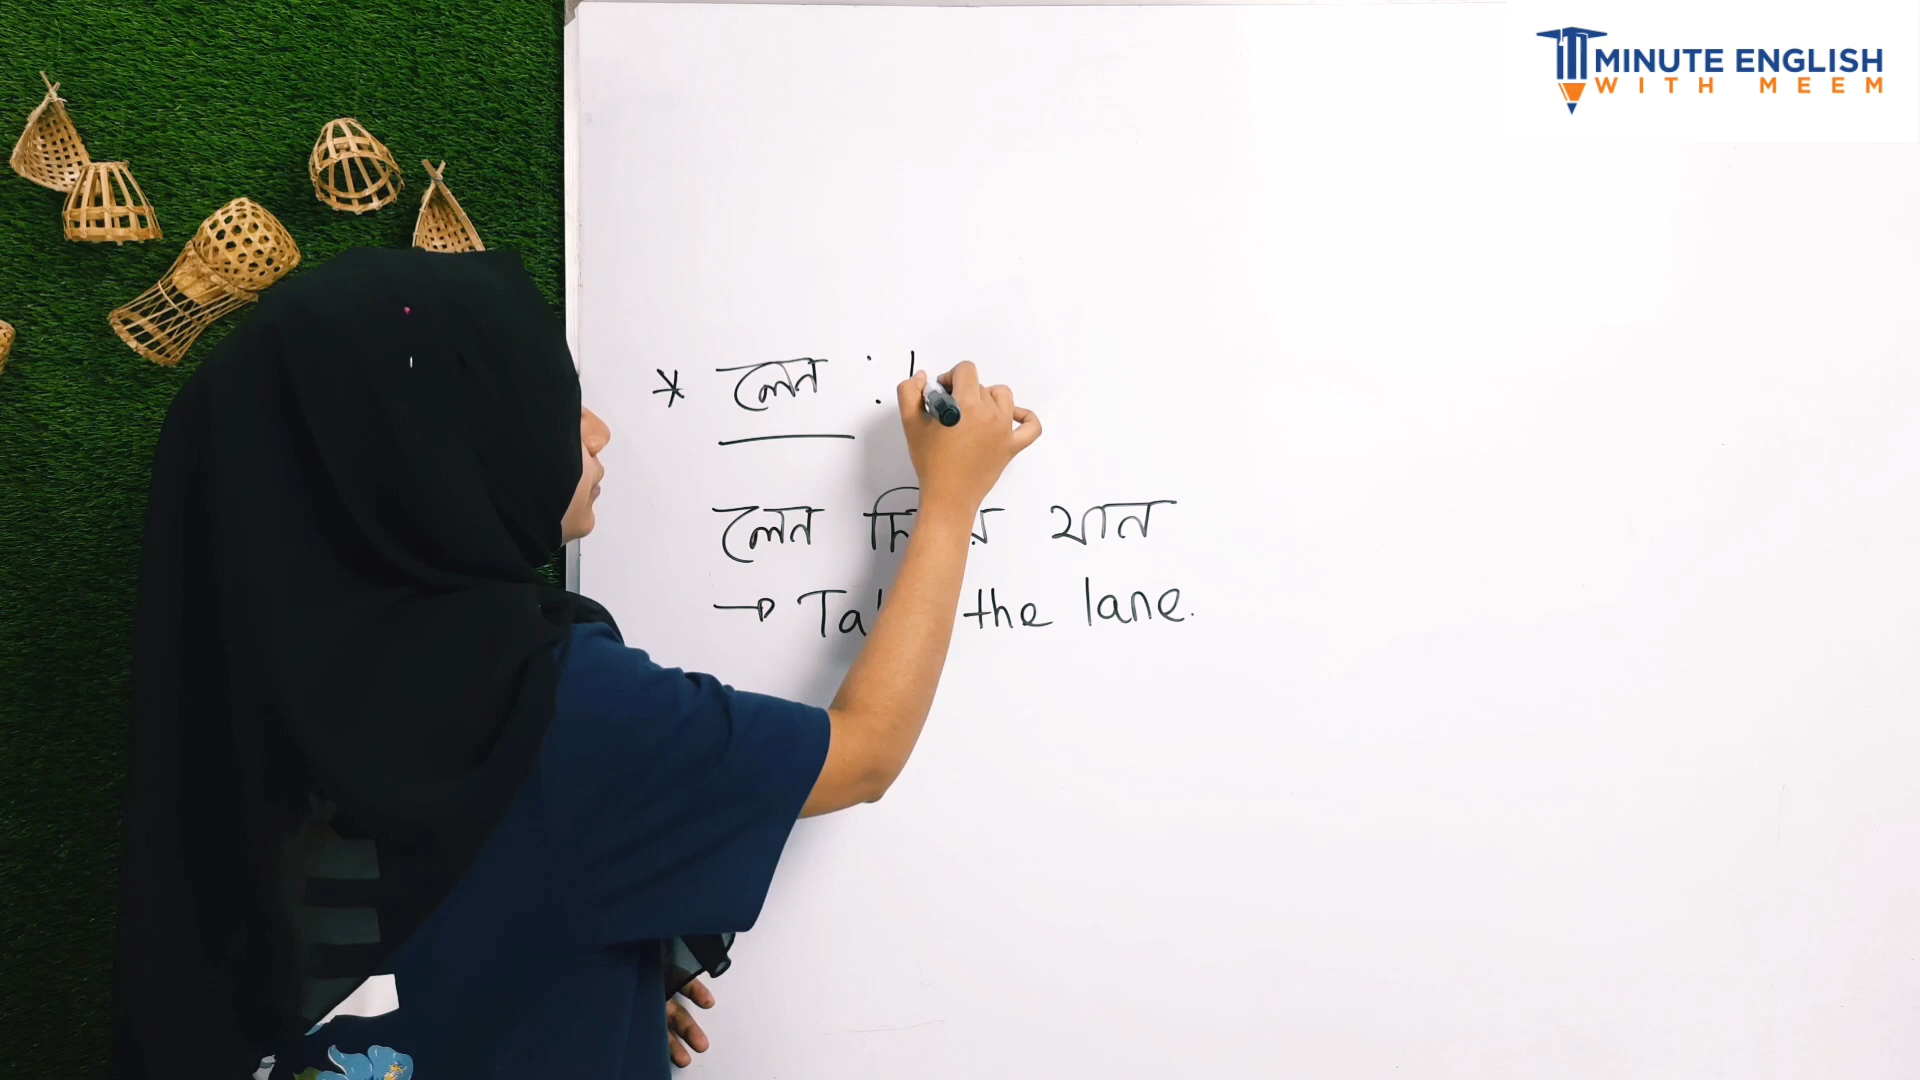 MINUTE ENGLISH
WITH MEEM
* লেন :
লেন যান
→ the lane.